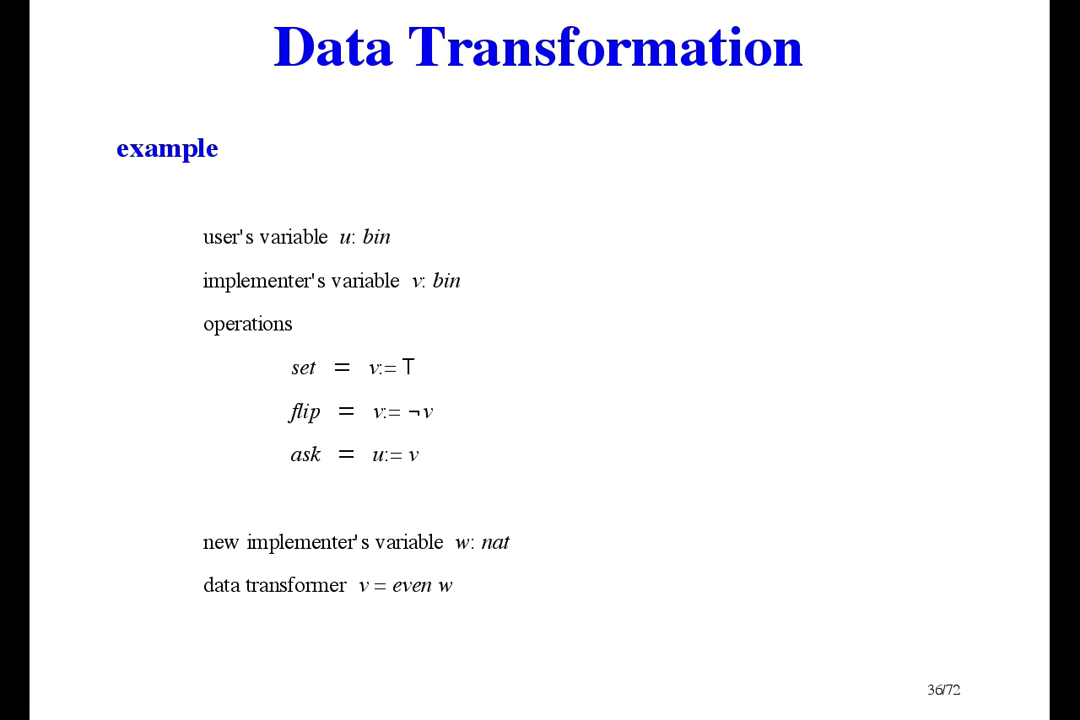 Data Transformation
example
user's variable u: bin
implementer's variable v: bin
operations
set = v:= ⊤
flip = v:= ¬v
ask = u:= v
new implementer's variable w: nat
data transformer v = even w
36/72